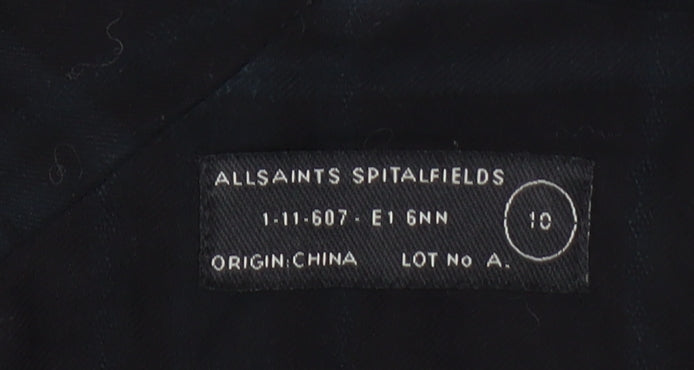 ALLSAINTS SPITALFIELDS
1-11-607- E1 6NN
10
ORIGIN:CHINA LOT No A.